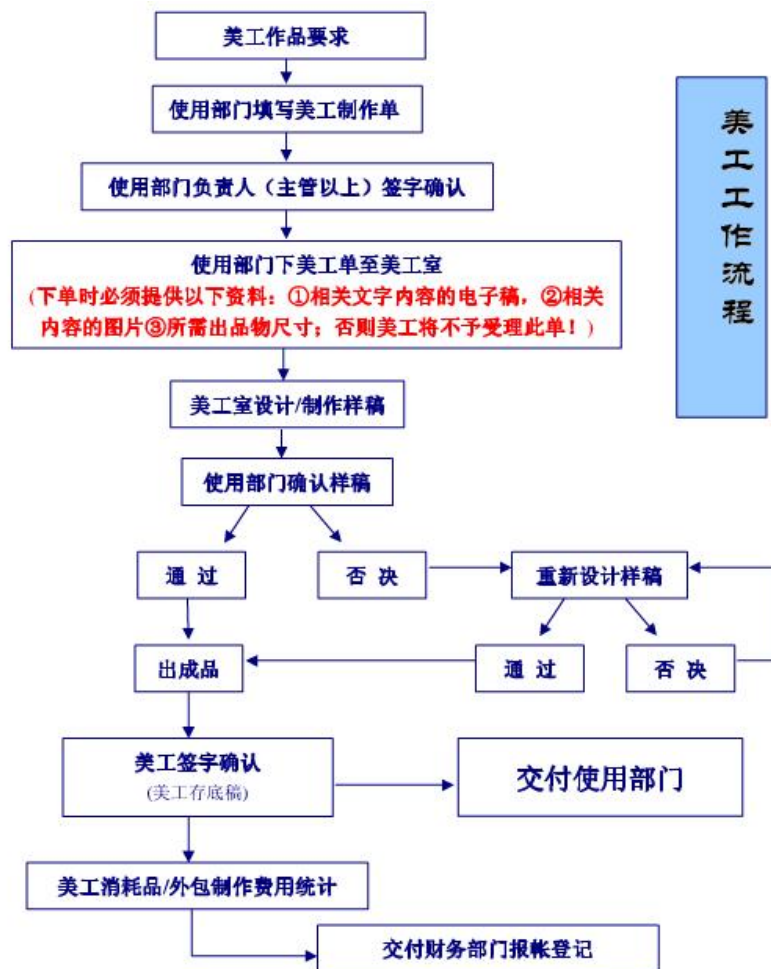 美工作品要求
美工工作流程
使用部门填写美工制作单
使用部门负责人（主管以上）签字确认
使用部门下美工单至美工室
(下单时必须提供以下资料：①相关文字内容的电子稿，②相关
内容的图片③所需出品物尺寸；否则美工将不予受理此单！)
美工室设计/制作样稿
使用部门确认样稿
通 过
否 决
重新设计样稿
出成品
通 过
否 决
美工签字确认
(美工存底稿)
交付使用部门
美工消耗品/外包制作费用统计
交付财务部门报帐登记